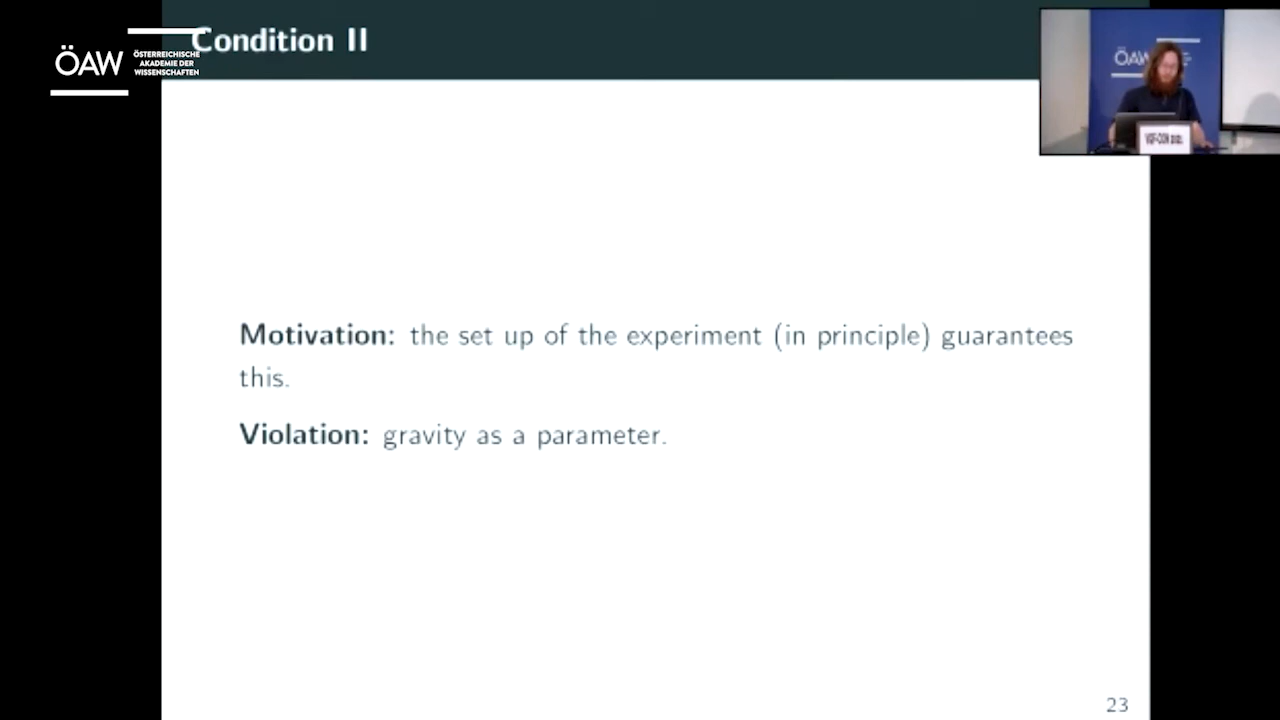 Condition II
ÖAW
ÖSTERREICHISCHE
AKADEMIE DER
WISSENSCHAFTEN
ÖAW
Motivation: the set up of the experiment (in principle) guarantees
this.
Violation: gravity as a parameter.
23